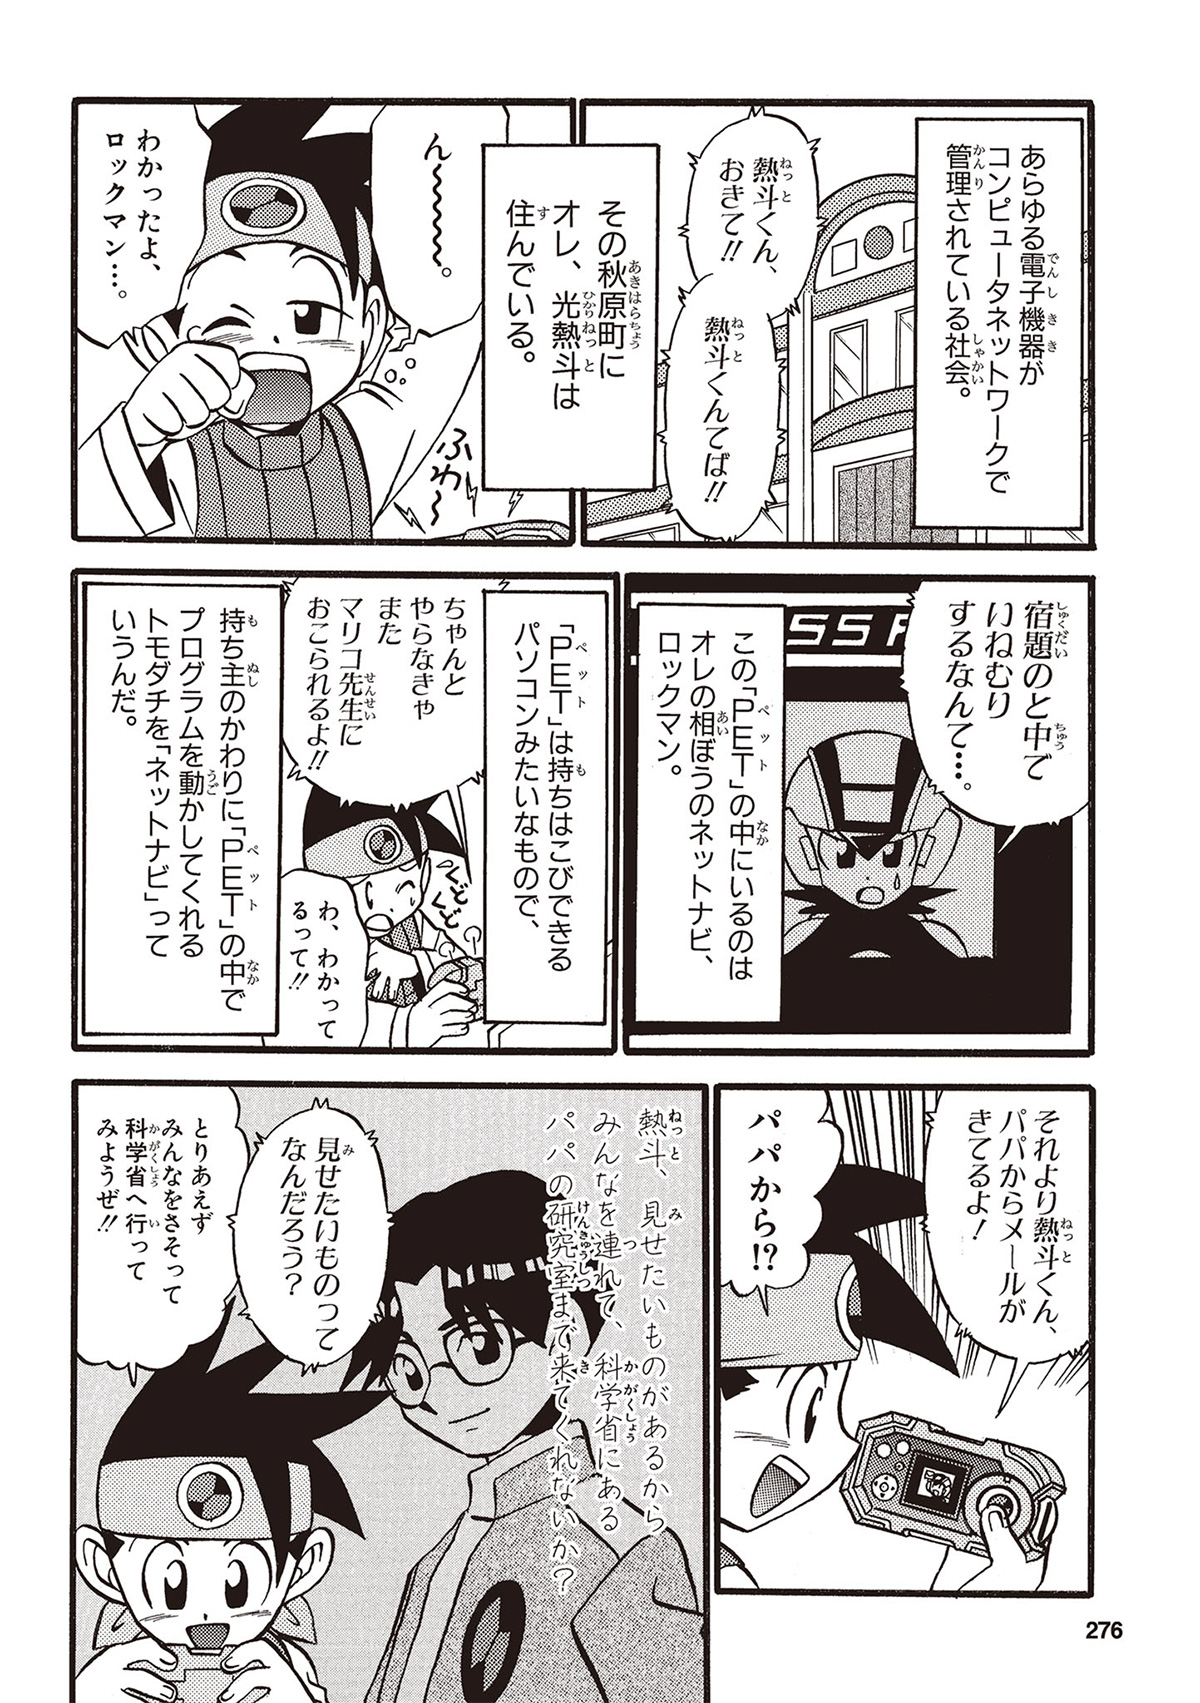 あらゆる電子機器が
コンピュータネットワークで
管理されている社会。
熱斗くん、
おきて!!
熱斗くんてば!!
その秋原町に
オレ、光熱斗は
住んでいる。
ん〜〜〜。
わかったよ、
ロックマン…。
ふわ〜〜
宿題のと中で
いねむり
するなんて…。
この「PET」の中にいるのは
オレの相ぼうのネットナビ、
ロックマン。
「PET」は持ちはこびできる
パソコンみたいなもので、
ちゃんと
やらなきゃ
また
マリコ先生に
おこられるよ!!
くどくど
わ、わかって
るって!!
持ち主のかわりに「PET」の中で
プログラムを動かしてくれる
トモダチを「ネットナビ」って
いうんだ。
それより熱斗くん、
パパからメールが
きてるよ!
パパから!?
熱斗、見せたいものがあるから
みんなを連れて、科学省にある
パパの研究室まで来てくれないか?
見せたいものって
なんだろう?
とりあえず
みんなをさそって
科学省へ行って
みようぜ!!
276